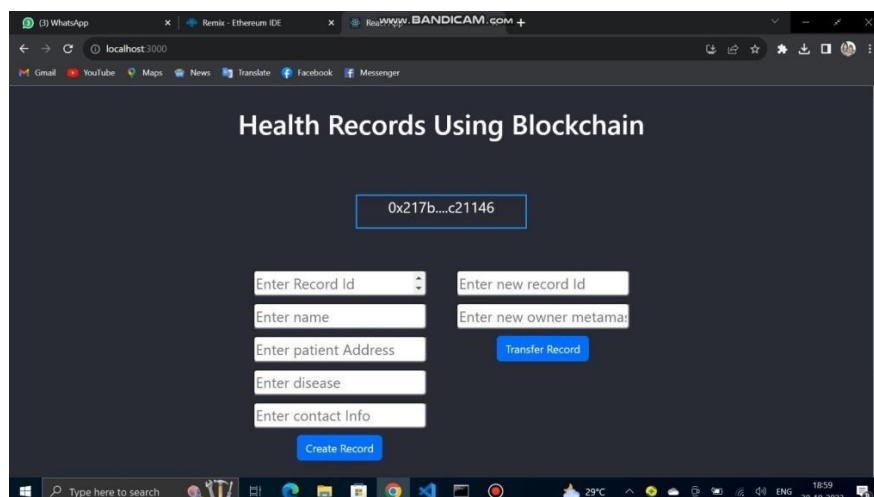 (3) WhatsApp
Remix - Ethereum IDE
WWW.BANDICAM.COM
localhost:3000
Gmail YouTube Maps News Translate Facebook Messenger
Health Records Using Blockchain
0x217b....c21146
Enter Record Id
Enter name
Enter patient Address
Enter disease
Enter contact Info
Create Record
Enter new record Id
Enter new owner metamas
Transfer Record
Type here to search
29°C
ENG
18:59